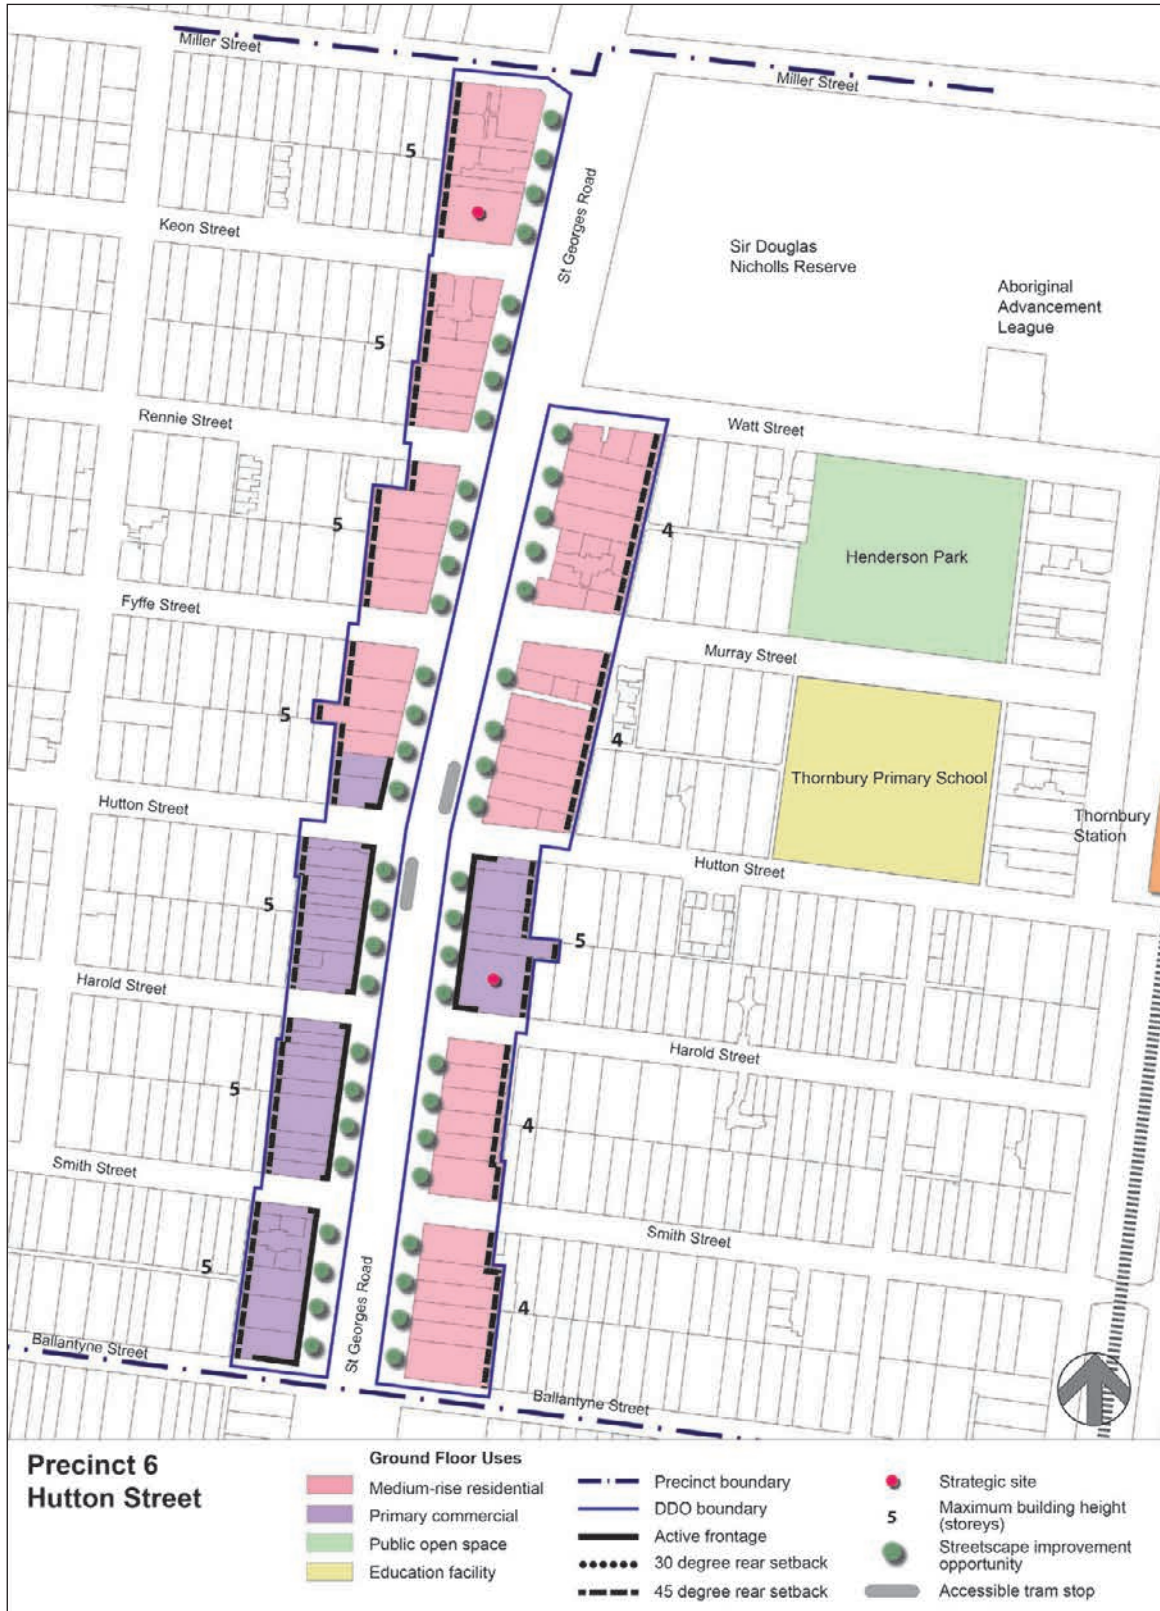 Miller Street
Miller Street
5
St Georges Road
Keon Street
Sir Douglas
Nicholls Reserve
Aboriginal
Advancement
League
5
Rennie Street
Watt Street
5
4
Henderson Park
Fyffe Street
Murray Street
5
4
Thornbury Primary School
Hutton Street
Thornbury
Station
Hutton Street
5
5
Harold Street
Harold Street
5
4
Smith Street
Smith Street
5
4
St Georges Road
Ballantyne Street
Ballantyne Street
Precinct 6
Hutton Street
Ground Floor Uses
Medium-rise residential
Primary commercial
Public open space
Education facility
Precinct boundary
DDO boundary
Active frontage
30 degree rear setback
45 degree rear setback
Strategic site
5 Maximum building height
(storeys)
Streetscape improvement
opportunity
Accessible tram stop